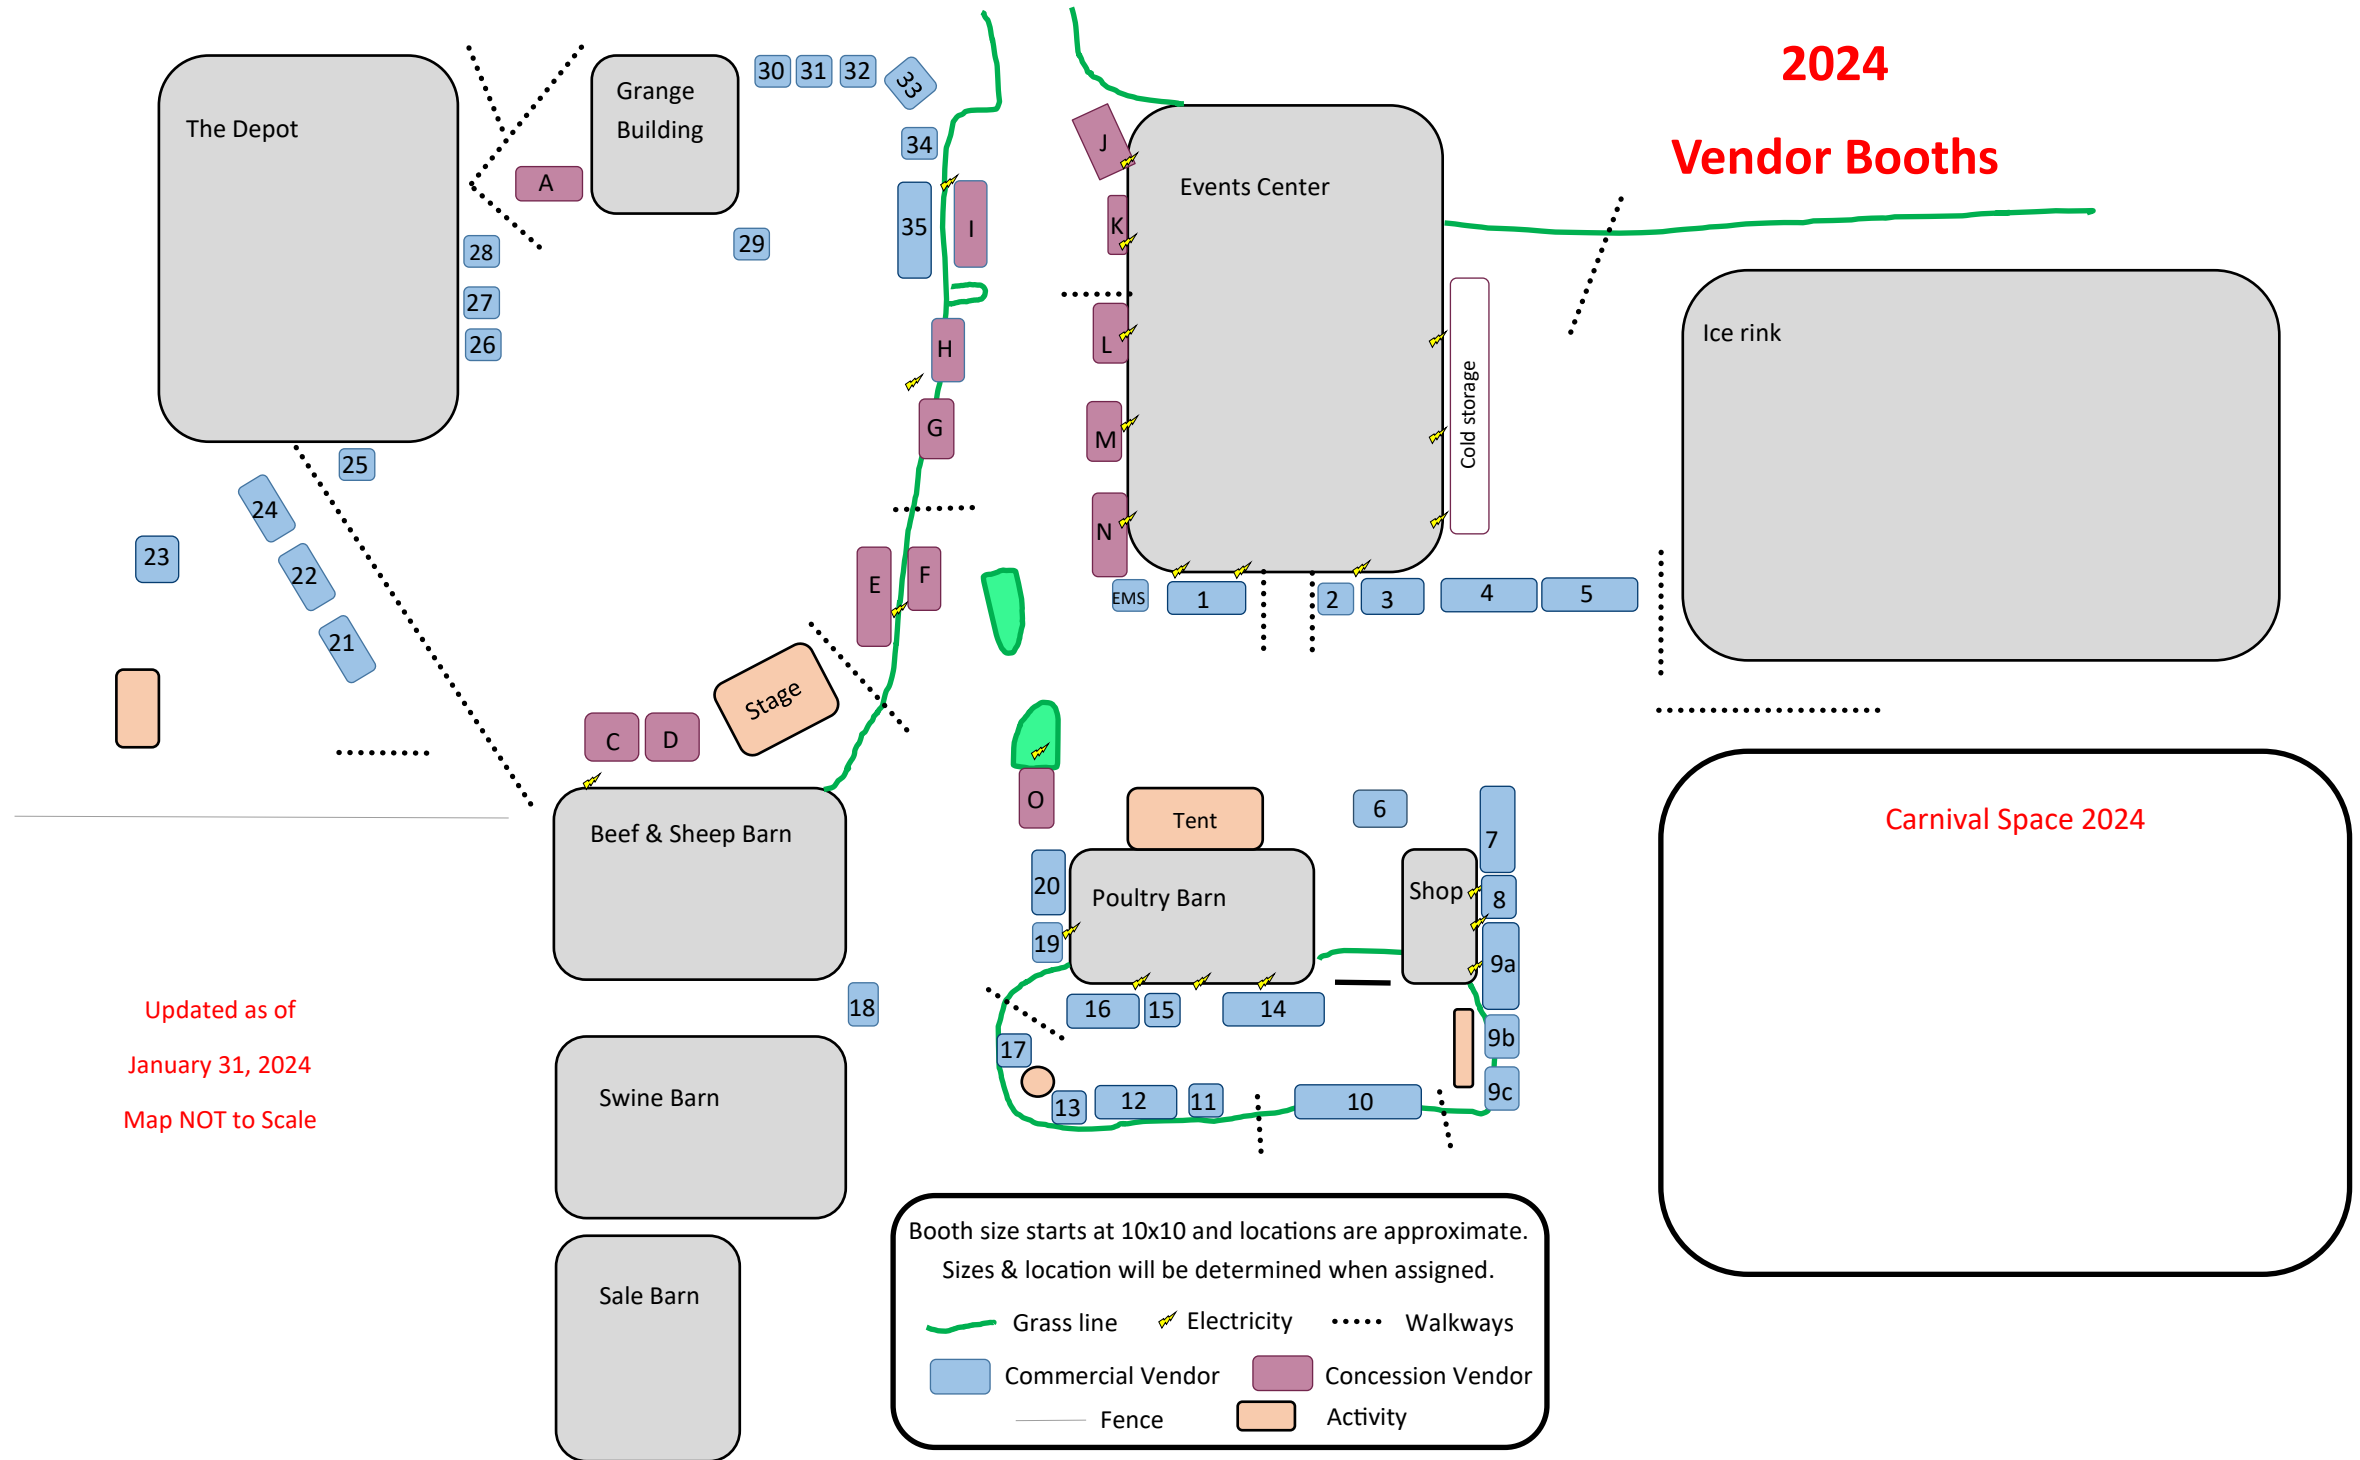 2024
Vendor Booths
The Depot
Grange
Building
30
31
32
33
34
A
28
29
27
26
35
I
H
G
J
K
L
M
N
Events Center
Cold storage
Ice rink
25
24
23
22
21
E
F
EMS
1
2
3
4
5
Stage
C
D
O
Tent
6
7
Carnival Space 2024
Beef & Sheep Barn
20
19
Poultry Barn
Shop
8
9a
9b
9c
18
16
15
14
17
13
12
11
10
Updated as of
January 31, 2024
Map NOT to Scale
Swine Barn
Sale Barn
Booth size starts at 10x10 and locations are approximate.
Sizes & location will be determined when assigned.
Grass line
Electricity
Walkways
Commercial Vendor
Concession Vendor
Fence
Activity